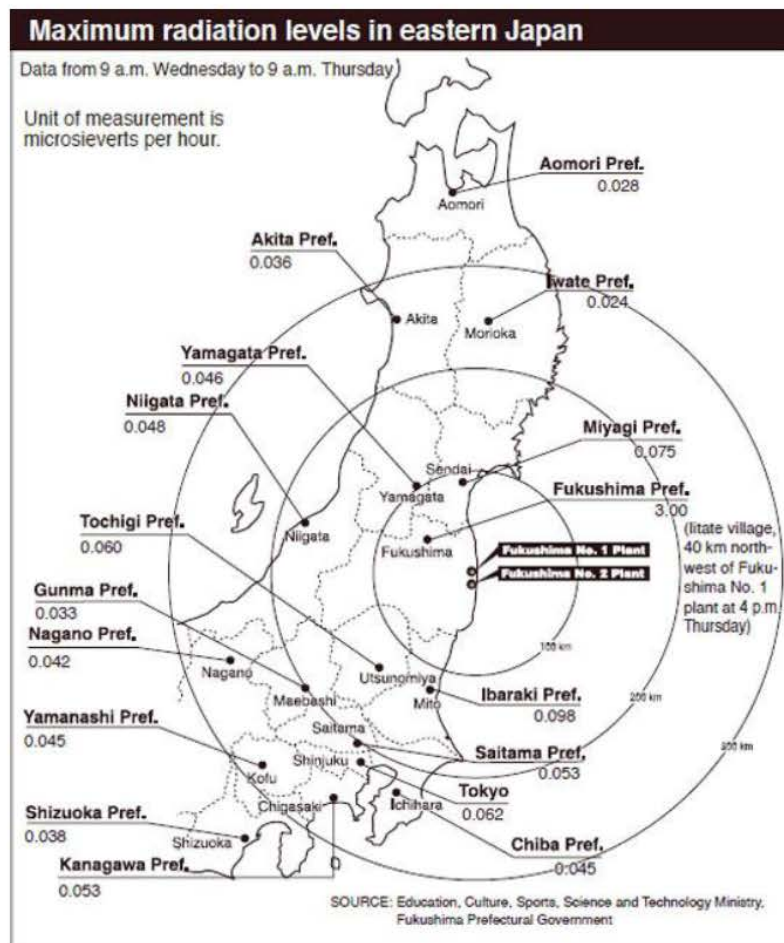 Maximum radiation levels in eastern Japan
Data from 9 a.m. Wednesday to 9 a.m. Thursday
Unit of measurement is
microsieverts per hour.
Aomori Pref.
0.028
Aomori
Akita Pref.
0.036
Iwate Pref.
0.024
Akita
Morioka
Yamagata Pref.
0.046
Niigata Pref.
0.048
Miyagi Pref.
0.075
Sendai
Yamagata
Fukushima Pref.
3.00
(Iitate village,
40 km north-
west of Fuku-
shima No. 1
plant at 4 p.m.
Thursday)
Tochigi Pref.
0.060
Niigata
Fukushima
Fukushima No. 1 Plant
Fukushima No. 2 Plant
Gunma Pref.
0.033
Nagano Pref.
0.042
100 km
Nagano
Utsunomiya
Maebashi
Mito
Ibaraki Pref.
0.098
200 km
Yamanashi Pref.
0.045
Saitama
300 km
Saitama Pref.
0.053
Shinjuku
Kofu
Tokyo
0.062
Chigasaki
Ichihara
Shizuoka Pref.
0.038
Shizuoka
Chiba Pref.
0.045
Kanagawa Pref.
0.053
SOURCE: Education, Culture, Sports, Science and Technology Ministry,
Fukushima Prefectural Government